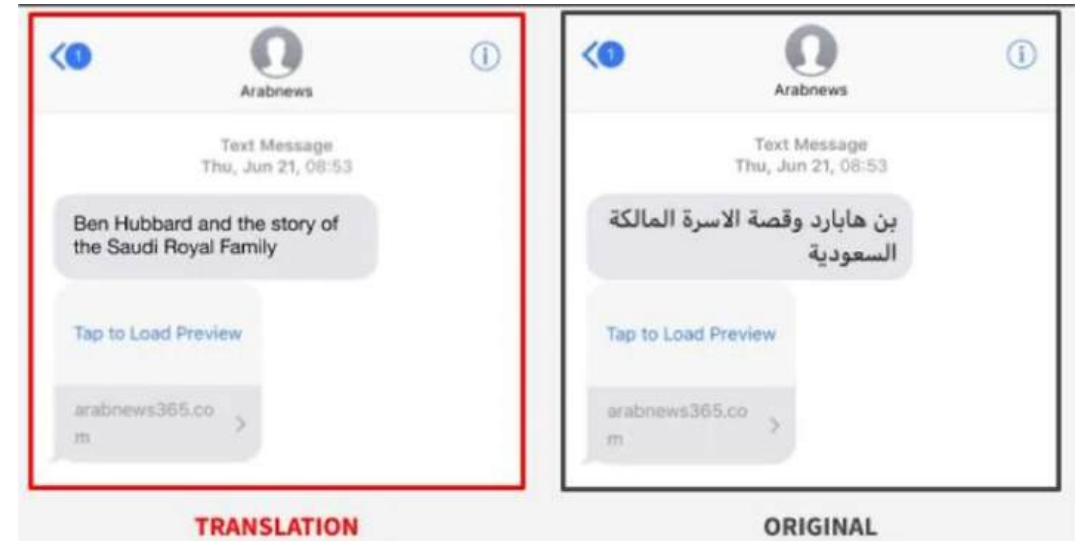 1
Arabnews
Text Message
Thu, Jun 21, 08:53
Ben Hubbard and the story of
the Saudi Royal Family
Tap to Load Preview
arabnews365.co
m
TRANSLATION
1
Arabnews
Text Message
Thu, Jun 21, 08:53
بن هابارد وقصة الاسرة المالكة
السعودية
Tap to Load Preview
arabnews365.co
m
ORIGINAL